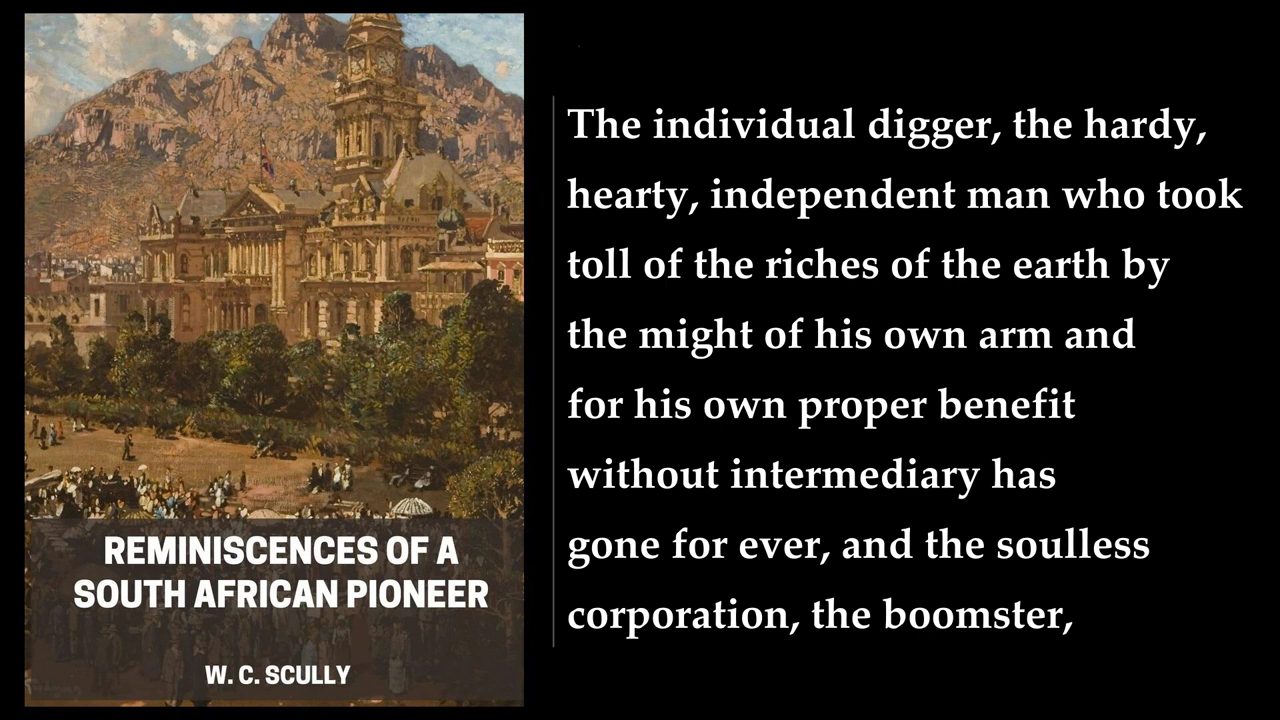 REMINISCENCES OF A
SOUTH AFRICAN PIONEER
W. C. SCULLY
The individual digger, the hardy,
hearty, independent man who took
toll of the riches of the earth by
the might of his own arm and
for his own proper benefit
without intermediary has
gone for ever, and the soulless
corporation, the boomster,